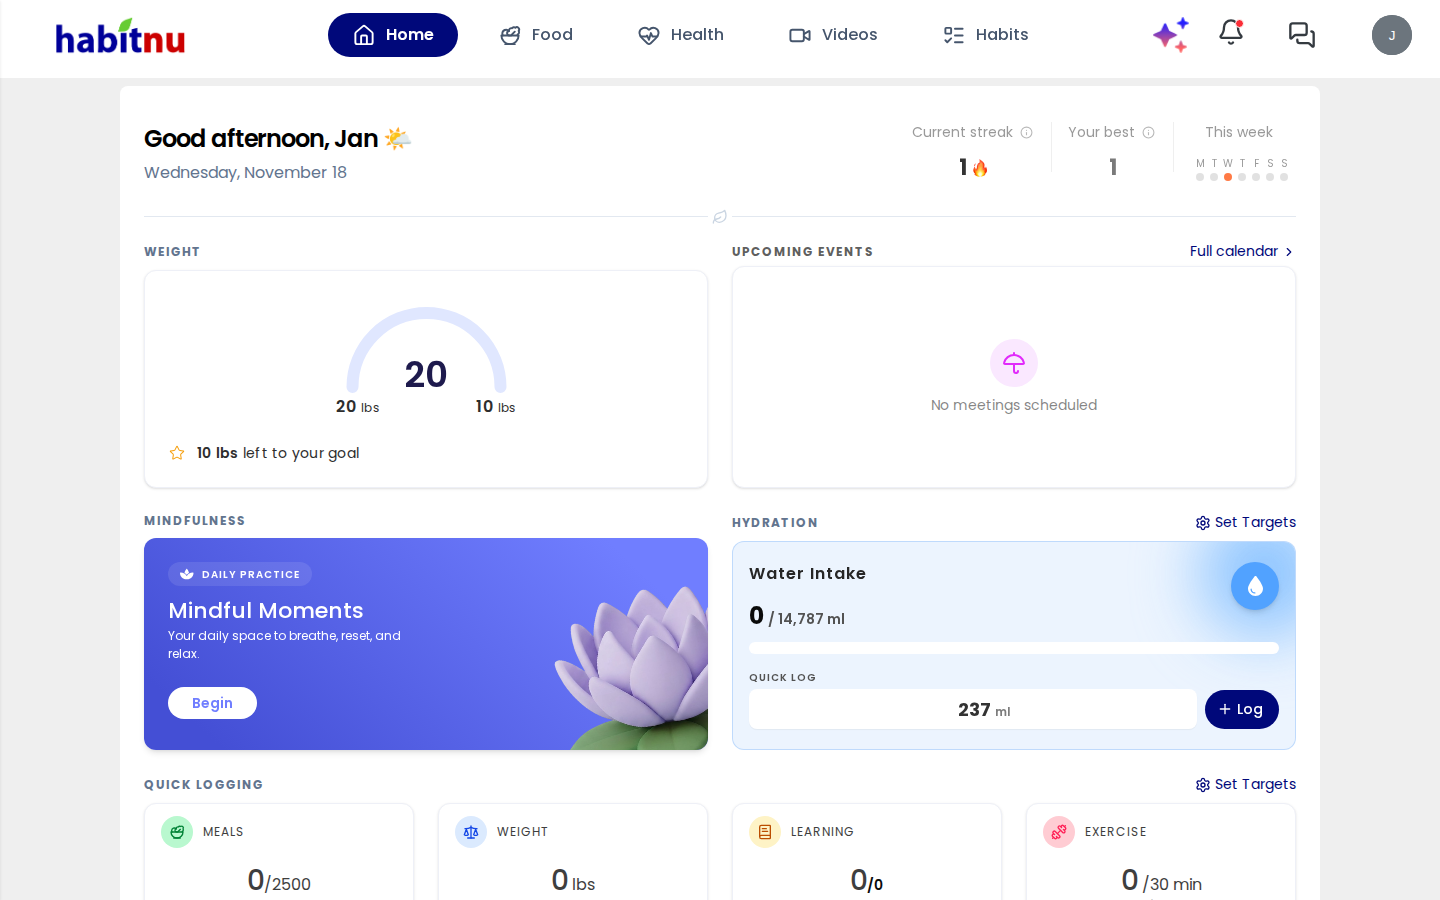 habitnu
Home
Food
Health
Videos
Habits
J
Good afternoon, Jan
Wednesday, November 18
Current streak
1
Your best
1
This week
M T W T F S S
WEIGHT
20
20 lbs
10 lbs
10 lbs left to your goal
UPCOMING EVENTS
Full calendar
No meetings scheduled
MINDFULNESS
DAILY PRACTICE
Mindful Moments
Your daily space to breathe, reset, and
relax.
Begin
HYDRATION
Set Targets
Water Intake
0 / 14,787 ml
QUICK LOG
237 ml
+ Log
QUICK LOGGING
Set Targets
MEALS
0/2500
WEIGHT
0 lbs
LEARNING
0/0
EXERCISE
0 /30 min